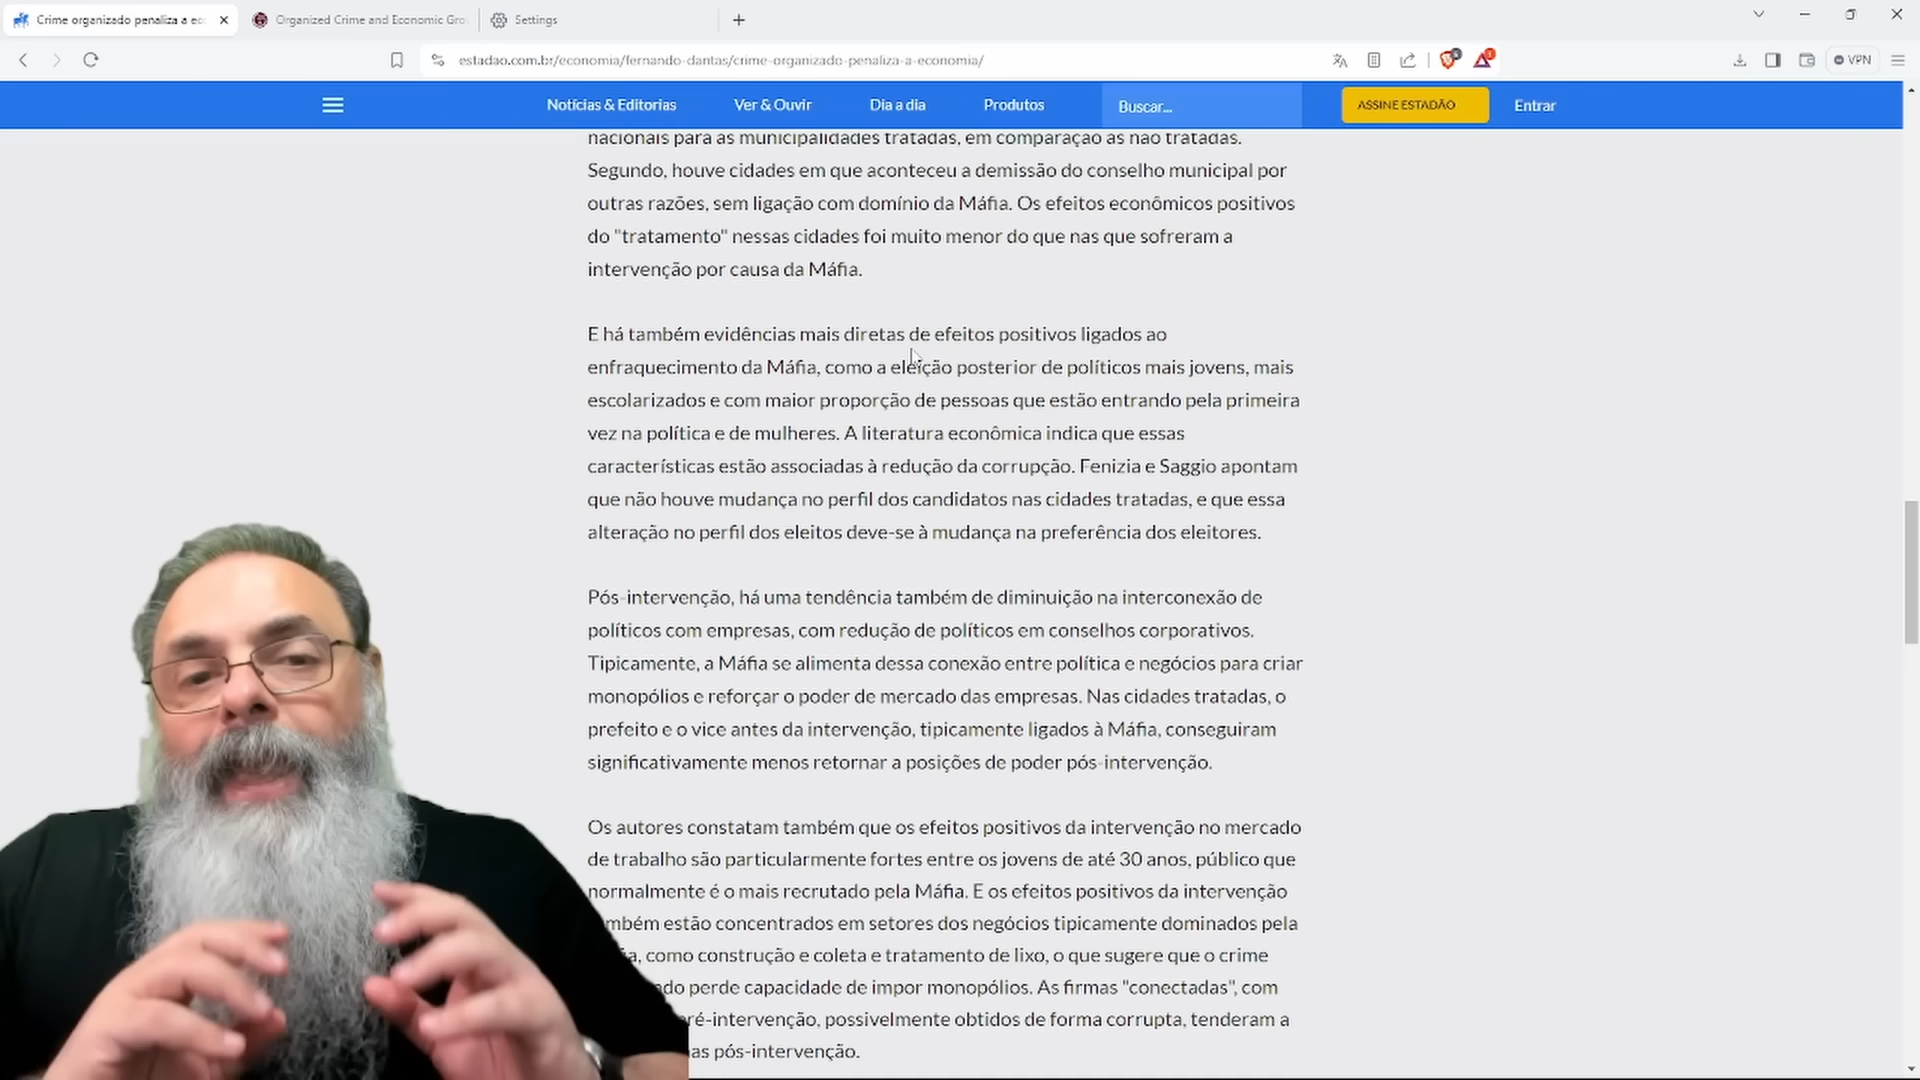 Crime organizado penaliza a ec
Organized Crime and Economic Gro
Settings
estadao.com.br/economia/fernando-dantas/crime-organizado-penaliza-a-economia/
VPN
Notícias & Editorias
Ver & Ouvir
Dia a dia
Produtos
Buscar...
ASSINE ESTADÃO
Entrar
nacionais para as municipalidades tratadas, em comparação às não tratadas.
Segundo, houve cidades em que aconteceu a demissão do conselho municipal por
outras razões, sem ligação com domínio da Máfia. Os efeitos econômicos positivos
do "tratamento" nessas cidades foi muito menor do que nas que sofreram a
intervenção por causa da Máfia.
E há também evidências mais diretas de efeitos positivos ligados ao
enfraquecimento da Máfia, como a eleição posterior de políticos mais jovens, mais
escolarizados e com maior proporção de pessoas que estão entrando pela primeira
vez na política e de mulheres. A literatura econômica indica que essas
características estão associadas à redução da corrupção. Fenizia e Saggio apontam
que não houve mudança no perfil dos candidatos nas cidades tratadas, e que essa
alteração no perfil dos eleitos deve-se à mudança na preferência dos eleitores.
Pós-intervenção, há uma tendência também de diminuição na interconexão de
políticos com empresas, com redução de políticos em conselhos corporativos.
Tipicamente, a Máfia se alimenta dessa conexão entre política e negócios para criar
monopólios e reforçar o poder de mercado das empresas. Nas cidades tratadas, o
prefeito e o vice antes da intervenção, tipicamente ligados à Máfia, conseguiram
significativamente menos retornar a posições de poder pós-intervenção.
Os autores constatam também que os efeitos positivos da intervenção no mercado
de trabalho são particularmente fortes entre os jovens de até 30 anos, público que
normalmente é o mais recrutado pela Máfia. E os efeitos positivos da intervenção
mbém estão concentrados em setores dos negócios tipicamente dominados pela
ia, como construção e coleta e tratamento de lixo, o que sugere que o crime
ado perde capacidade de impor monopólios. As firmas "conectadas", com
ré-intervenção, possivelmente obtidos de forma corrupta, tenderam a
as pós-intervenção.